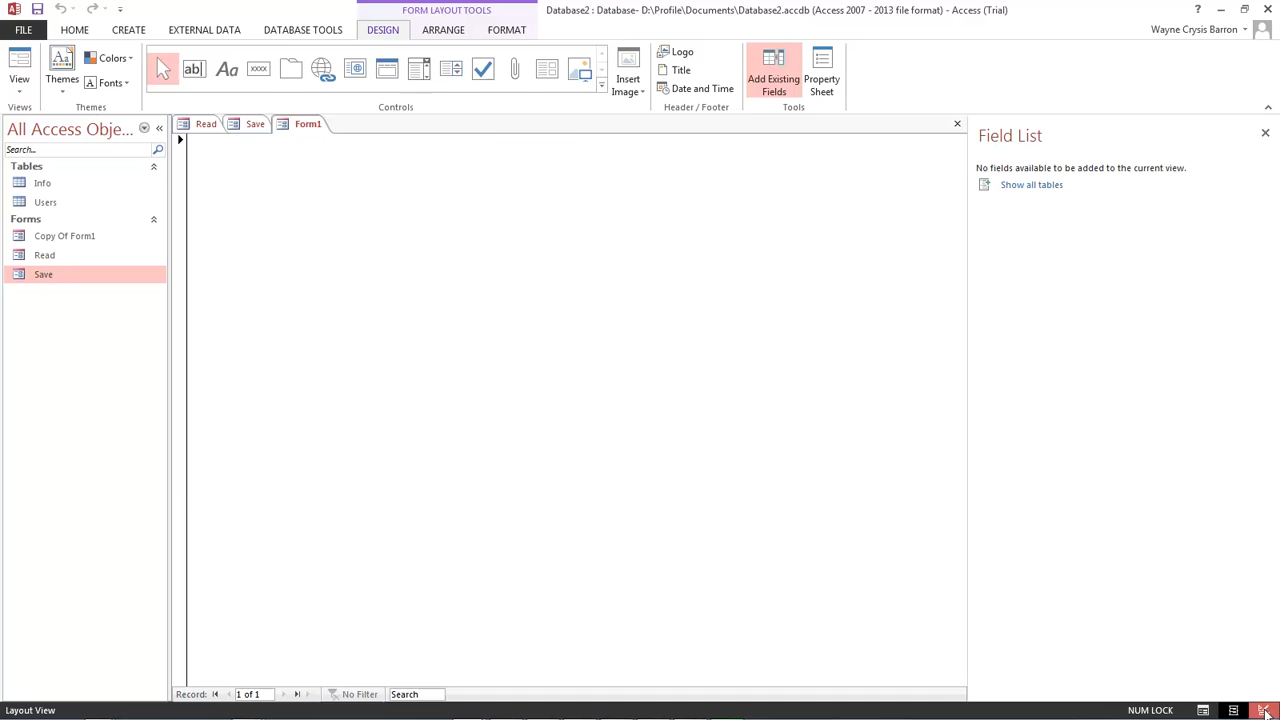 FORM LAYOUT TOOLS
Database2 : Database- D:\Profile\Documents\Database2.accdb (Access 2007 - 2013 file format) - Access (Trial)
?
FILE HOME CREATE EXTERNAL DATA DATABASE TOOLS DESIGN ARRANGE FORMAT
Wayne Crysis Barron
View
Views
Aa
Themes
Colors
Fonts
Themes
ab|
Aa
xxxx
Controls
Insert
Image
Logo
Title
Date and Time
Header / Footer
Add Existing
Fields
Property
Sheet
Tools
All Access Obje...
Search...
Tables
Info
Users
Forms
Copy Of Form1
Read
Save
Read Save Form1
Field List
No fields available to be added to the current view.
Show all tables
Record: 1 of 1 No Filter Search
Layout View
NUM LOCK